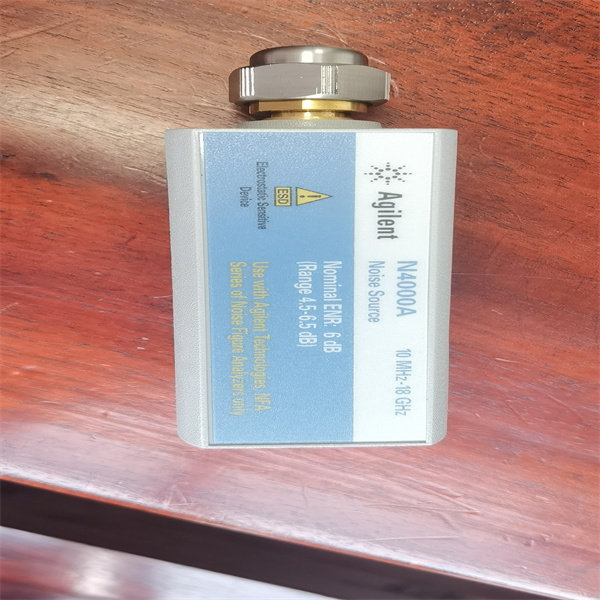 Agilent
N4000A
Noise Source
10 MHz-18 GHz
Nominal ENR: 6 dB
(Range 4.5-6.5 dB)
ESD
Electrostatic Sensitive
Device
Use with Agilent Technologies, NFA
Series of Noise Figure Analyzers only